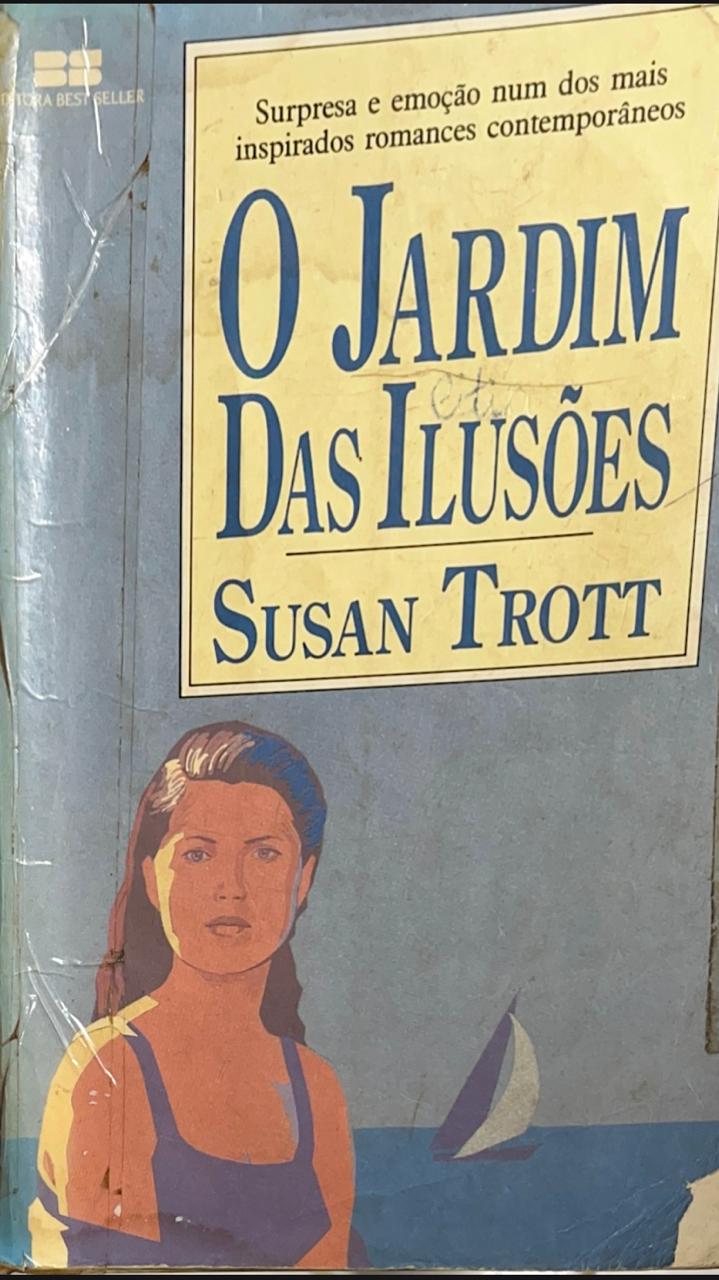 BS
EDITORA BEST SELLER
Surpresa e emoção num dos mais
inspirados romances contemporâneos
O JARDIM
DAS ILUSÕES
SUSAN TROTT